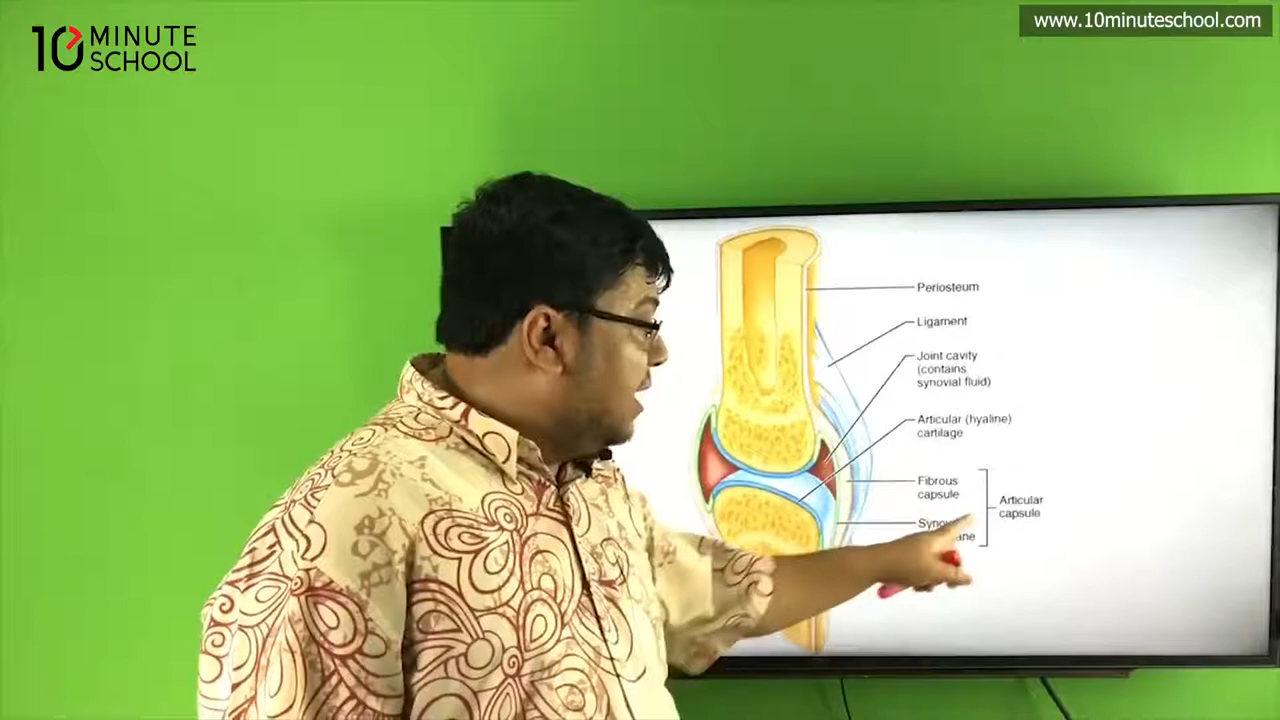 10 MINUTE
SCHOOL
www.10minuteschool.com
Periosteum
Ligament
Joint cavity
(contains
synovial fluid)
Articular (hyaline)
cartilage
Fibrous
capsule
Articular
capsule